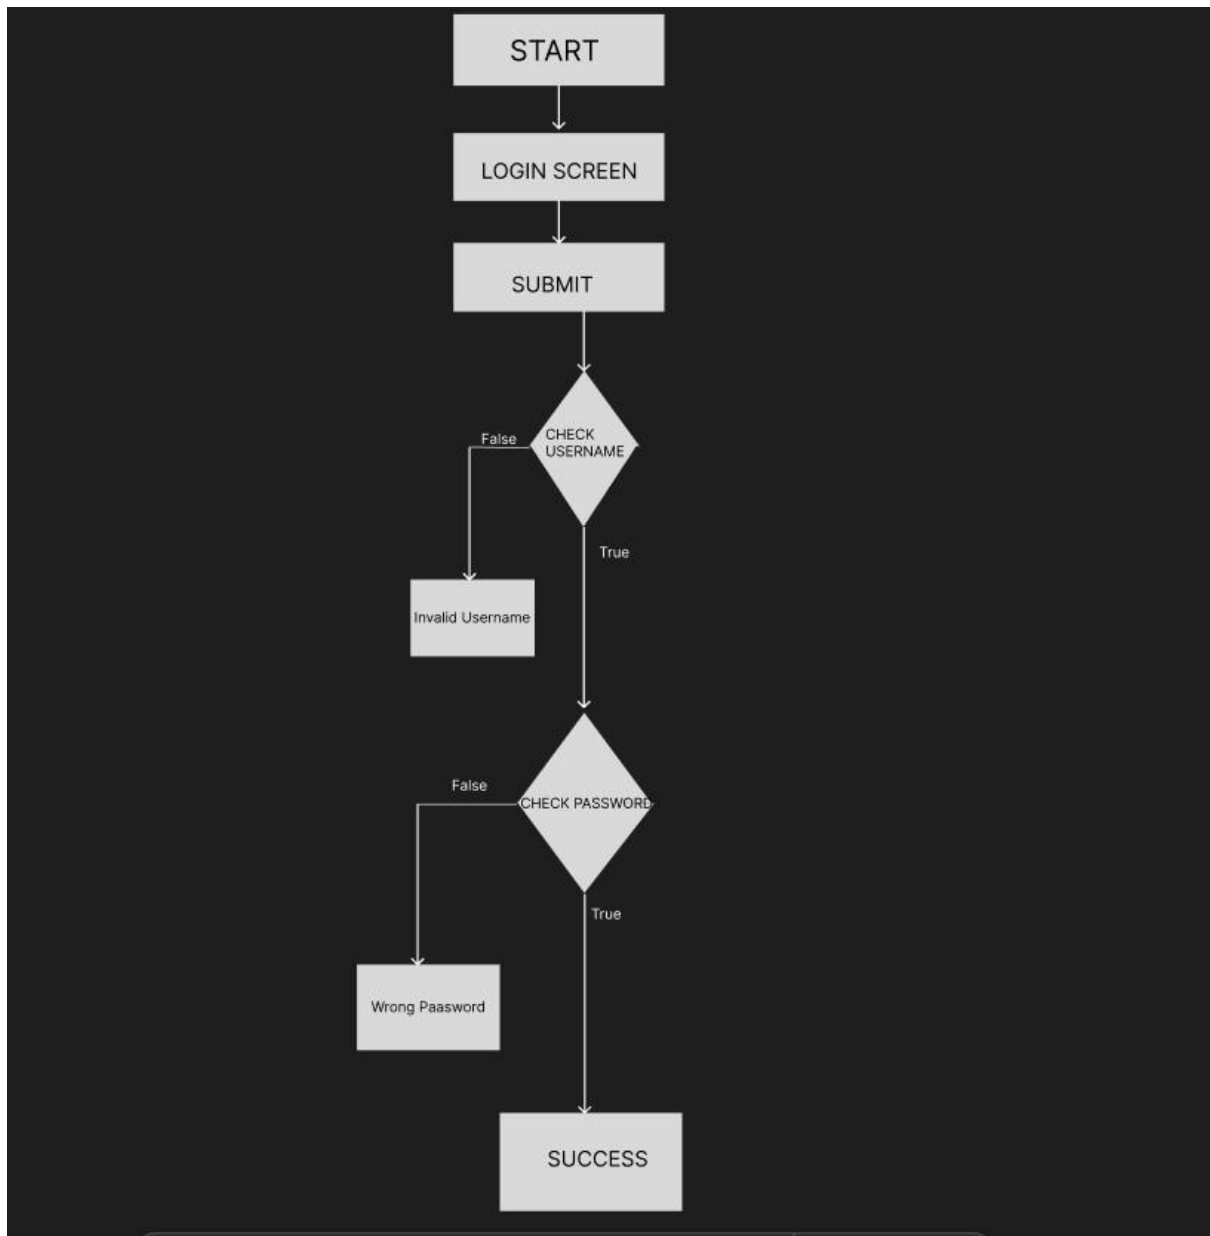 START
LOGIN SCREEN
SUBMIT
False
CHECK
USERNAME
True
Invalid Username
False
CHECK PASSWORD
True
Wrong Paasword
SUCCESS